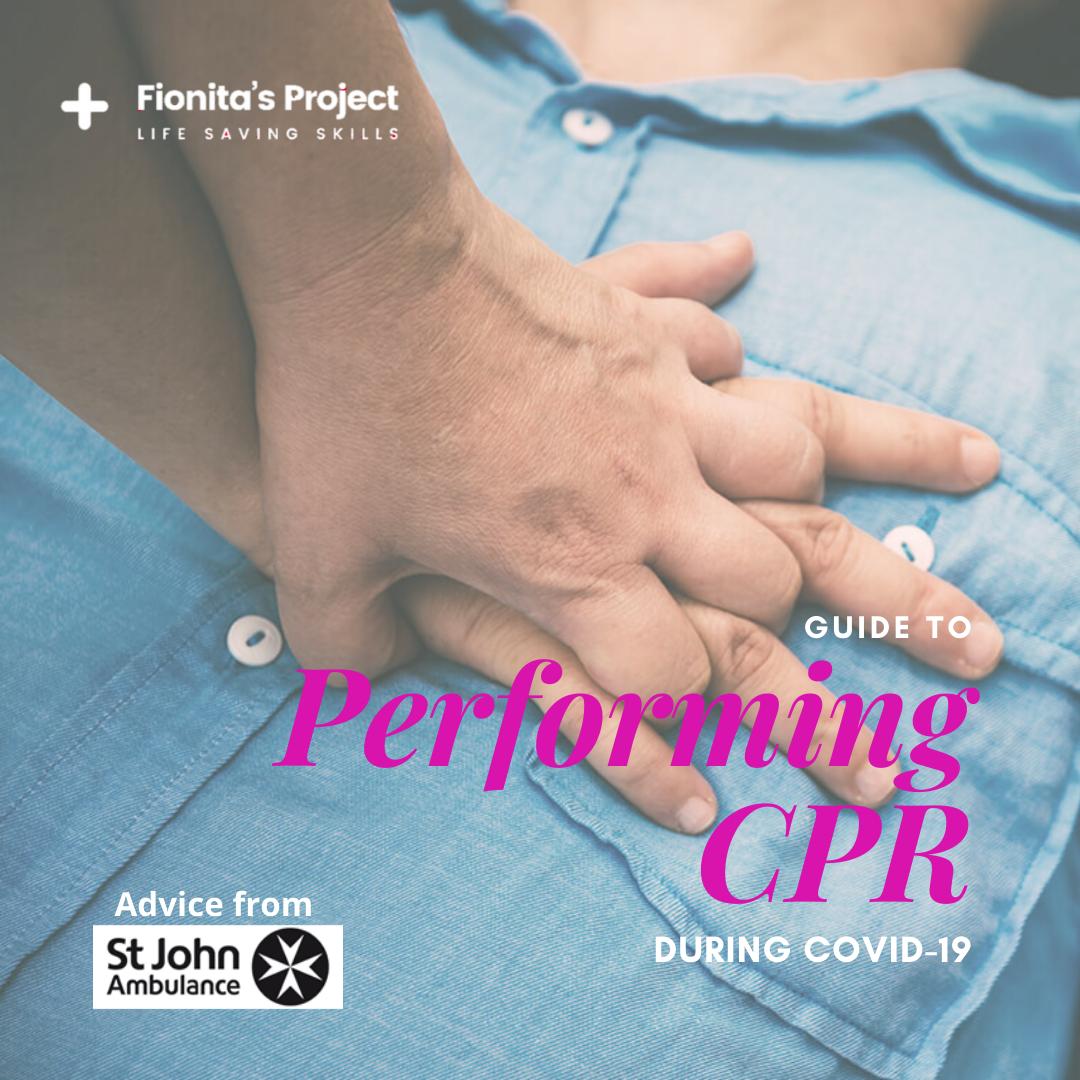 Fionita's Project
LIFE SAVING SKILLS
GUIDE TO
Performing
CPR
DURING COVID-19
Advice from
St John
Ambulance